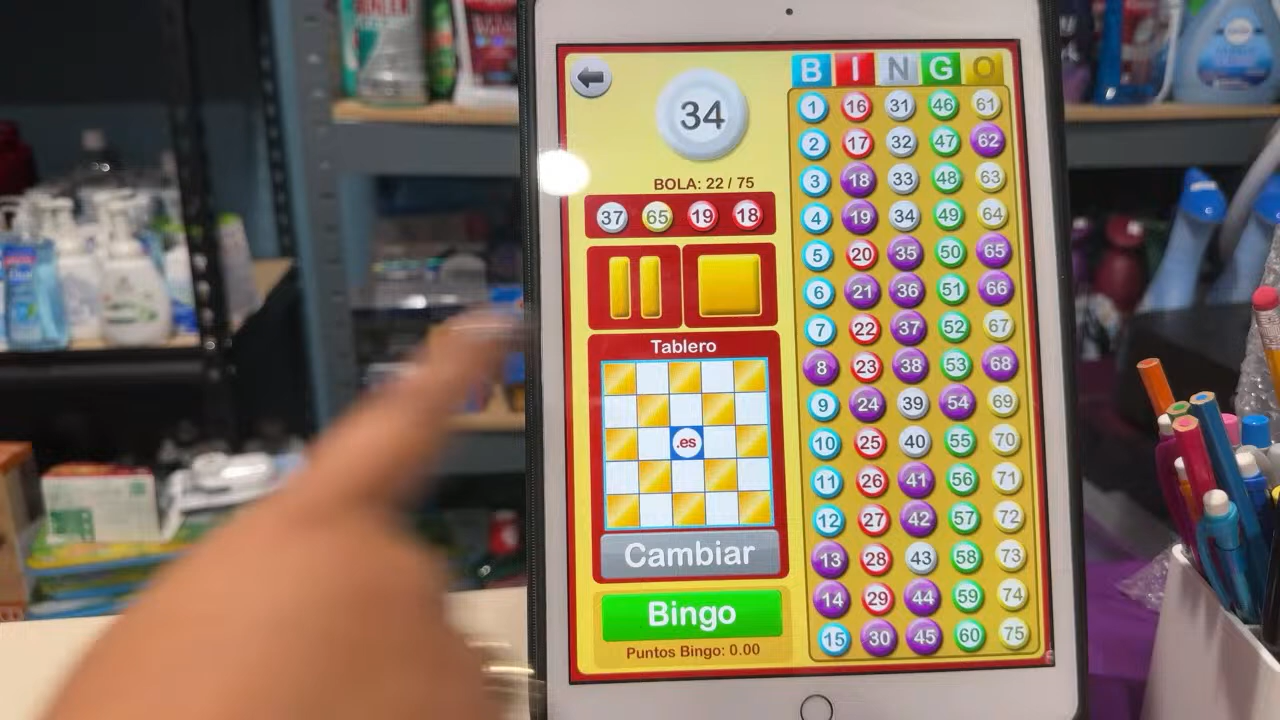 34
BOLA: 22 / 75
37 65 19 18
Tablero
.es
Cambiar
Bingo
Puntos Bingo: 0.00
B I N G O
1 16 31 46 61
2 17 32 47 62
3 18 33 48 63
4 19 34 49 64
5 20 35 50 65
6 21 36 51 66
7 22 37 52 67
8 23 38 53 68
9 24 39 54 69
10 25 40 55 70
11 26 41 56 71
12 27 42 57 72
13 28 43 58 73
14 29 44 59 74
15 30 45 60 75